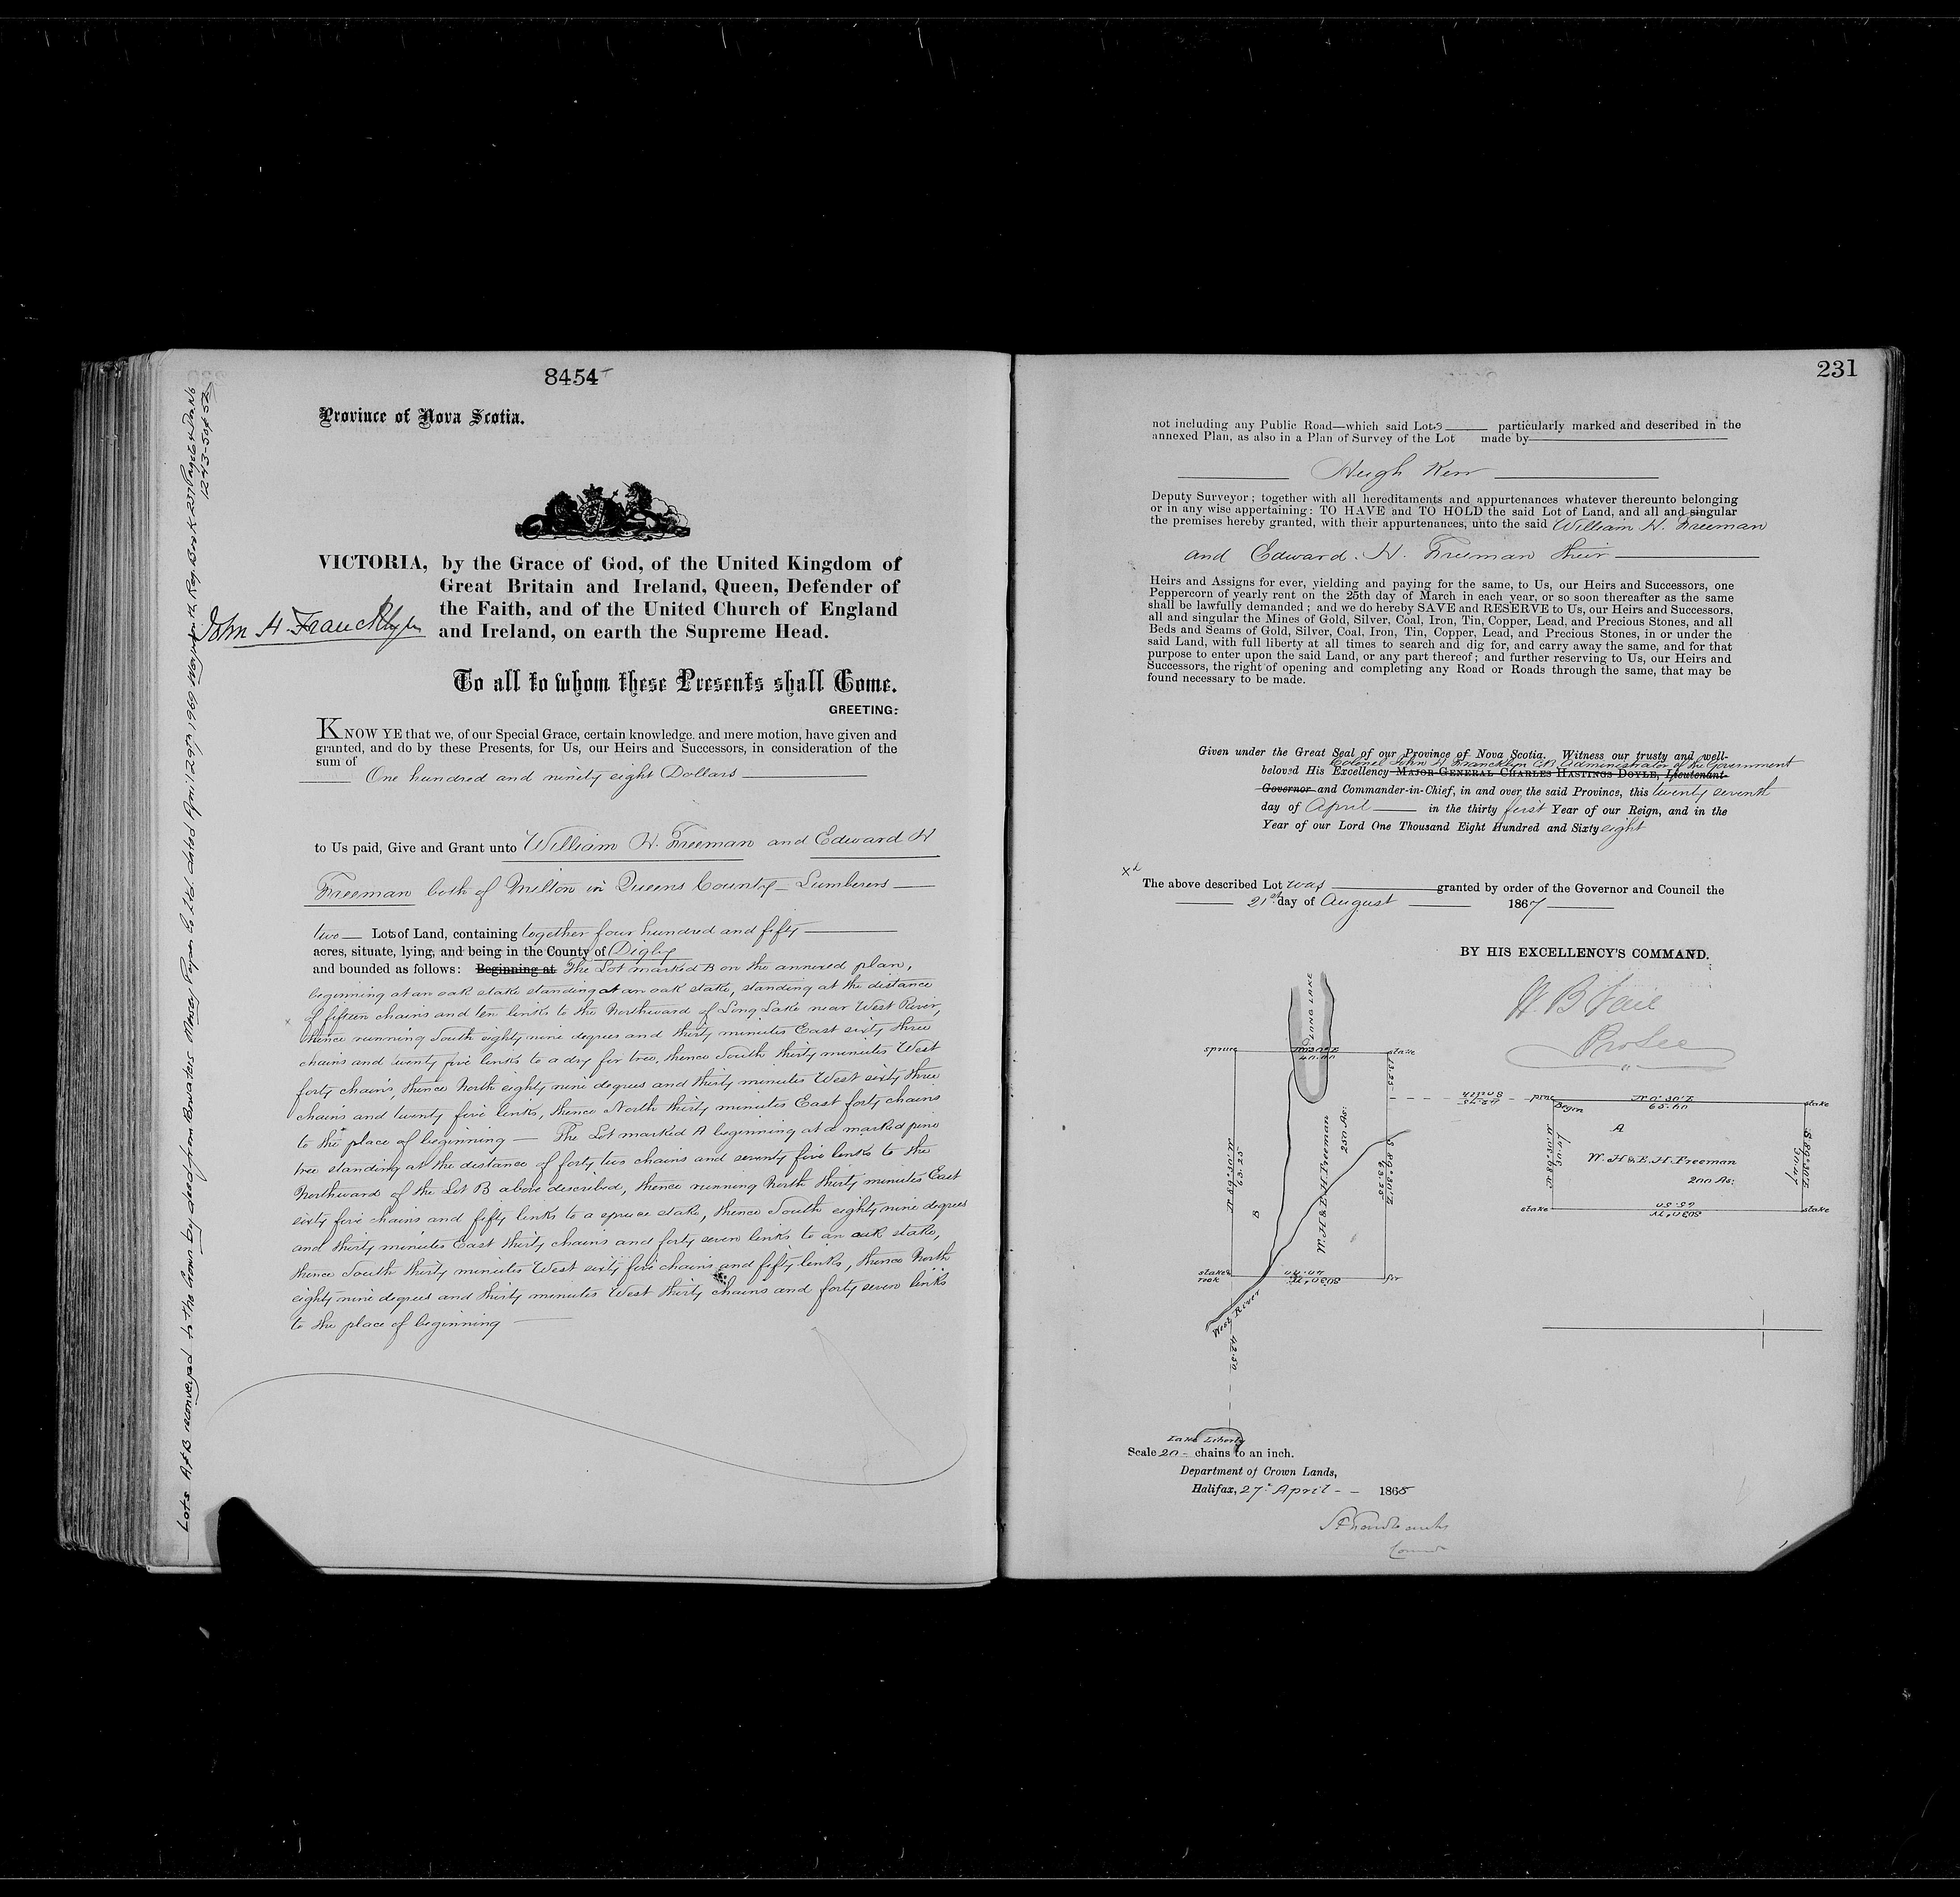 8454
Province of Nova Scotia.
VICTORIA, by the Grace of God, of the United Kingdom of
Great Britain and Ireland, Queen, Defender of
the Faith, and of the United Church of England
and Ireland, on earth the Supreme Head.
John H. Francklyn
To all to whom these Presents shall Come.
GREETING:
KNOW YE that we, of our Special Grace, certain knowledge. and mere motion, have given and
granted, and do by these Presents, for Us, our Heirs and Successors, in consideration of the
sum of
One hundred and ninety eight Dollars
to Us paid, Give and Grant unto William H. Freeman and Edward H
Freeman both of Milton in Queens County Lumberers
two Lots of Land, containing together four hundred and fifty
acres, situate, lying, and being in the County of Digby
and bounded as follows: Beginning at The Lot marked B on the annexed plan,
beginning at an oak stake standing at an oak stake, standing at the distance
of fifteen chains and ten links to the Northward of Long Lake near West River,
thence running South eighty nine degrees and thirty minutes East sixty three
chains and twenty five links to a dry fir tree, thence South thirty minutes West
forty chains, thence North eighty nine degrees and thirty minutes West sixty three
chains and twenty five links, thence North thirty minutes East forty chains
to the place of beginning — The Lot marked A beginning at a marked pine
tree standing at the distance of forty two chains and seventy five links to the
Northward of the Lot B above described, thence running North thirty minutes East
sixty five chains and fifty links to a spruce stake, thence South eighty nine degrees
and thirty minutes East thirty chains and forty seven links to an oak stake,
thence South thirty minutes West sixty five chains and fifty links, thence North
eighty nine degrees and thirty minutes West thirty chains and forty seven links
to the place of beginning
Lots A & B reconveyed to the Crown by deed from Bowaters Mersey Paper Co Ltd. dated April 29th, 1969
231
not including any Public Road—which said Lots particularly marked and described in the
annexed Plan, as also in a Plan of Survey of the Lot made by
Hugh Kerr
Deputy Surveyor; together with all hereditaments and appurtenances whatever thereunto belonging
or in any wise appertaining: TO HAVE and TO HOLD the said Lot of Land, and all and singular
the premises hereby granted, with their appurtenances, unto the said William H. Freeman
and Edward. H. Freeman their
Heirs and Assigns for ever, yielding and paying for the same, to Us, our Heirs and Successors, one
Peppercorn of yearly rent on the 25th day of March in each year, or so soon thereafter as the same
shall be lawfully demanded; and we do hereby SAVE and RESERVE to Us, our Heirs and Successors,
all and singular the Mines of Gold, Silver, Coal, Iron, Tin, Copper, Lead, and Precious Stones, and all
Beds and Seams of Gold, Silver, Coal, Iron, Tin, Copper, Lead, and Precious Stones, in or under the
said Land, with full liberty at all times to search and dig for, and carry away the same, and for that
purpose to enter upon the said Land, or any part thereof; and further reserving to Us, our Heirs and
Successors, the right of opening and completing any Road or Roads through the same, that may be
found necessary to be made.
Given under the Great Seal of our Province of Nova Scotia. Witness our trusty and well-
Colonel John H Francklyn CB Administrator of the Government
beloved His Excellency MAJOR GENERAL CHARLES HASTINGS DOYLE, Lieutenant-
Governor and Commander-in-Chief, in and over the said Province, this twenty seventh
day of April in the thirty first Year of our Reign, and in the
Year of our Lord One Thousand Eight Hundred and Sixty eight
The above described Lot was granted by order of the Governor and Council the
21st day of August 1867
BY HIS EXCELLENCY'S COMMAND.
W. B Vail
Pro Sec
LONG LAKE
spruce
stake
N. 0°.30'.E
40.00
13.25
42.75
North
pine
Began
N. 0°.30'.E
65.50
stake
A
W. H & E. H. Freeman
200 As:
N. 89°.30'.W
30.47
S. 89°.30'.E
30.47
stake
65.50
S0.30'W
stake
N. 89°.30'.W
63.25
B
W. H & E. H. Freeman
250 As:
S. 89°.30'.E
63.25
stake &
rock
40.00
S0.30'W
fir
West River
42.50
Lake Liberty
Scale 20 chains to an inch.
Department of Crown Lands,
Halifax, 27th April 1868